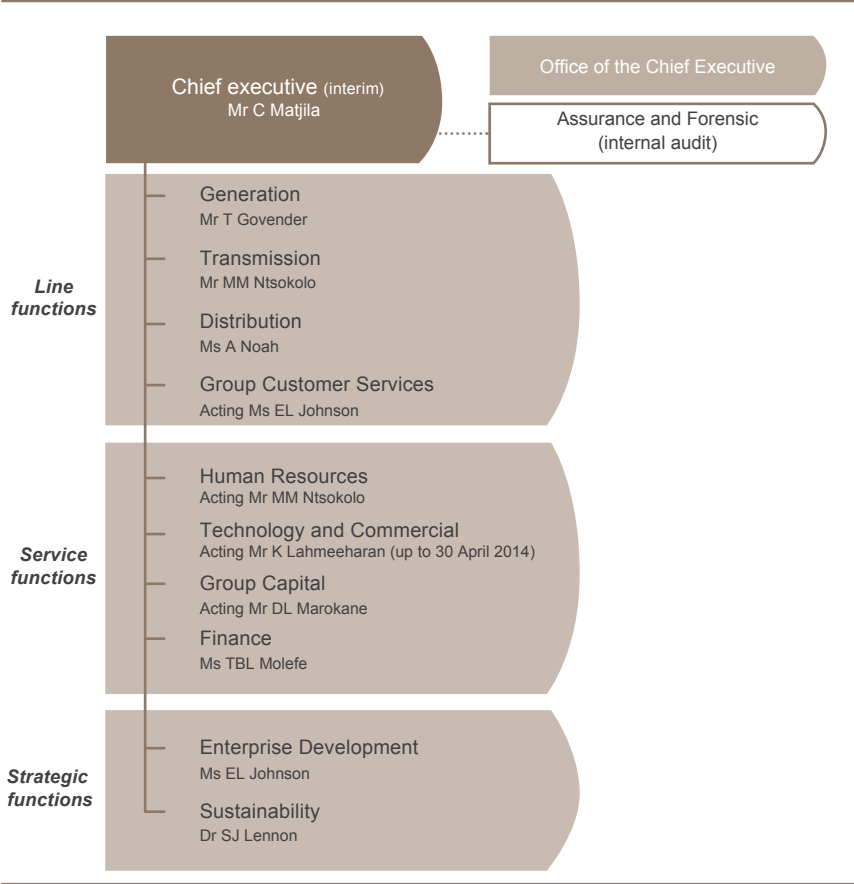 Chief executive (interim)
Mr C Matjila
Office of the Chief Executive
Assurance and Forensic
(internal audit)
Line
functions
Generation
Mr T Govender
Transmission
Mr MM Ntsokolo
Distribution
Ms A Noah
Group Customer Services
Acting Ms EL Johnson
Service
functions
Human Resources
Acting Mr MM Ntsokolo
Technology and Commercial
Acting Mr K Lahmeeharan (up to 30 April 2014)
Group Capital
Acting Mr DL Marokane
Finance
Ms TBL Molefe
Strategic
functions
Enterprise Development
Ms EL Johnson
Sustainability
Dr SJ Lennon